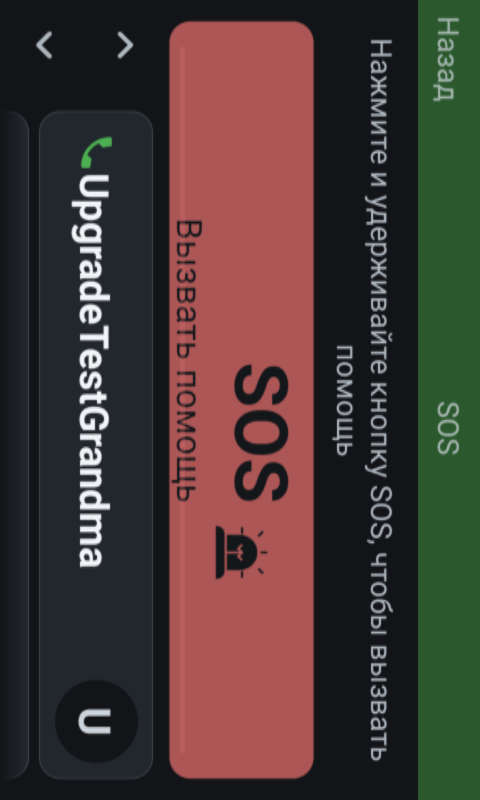 Назад
SOS
Нажмите и удерживайте кнопку SOS, чтобы вызвать
помощь
SOS
Вызвать помощь
UpgradeTestGrandma
U